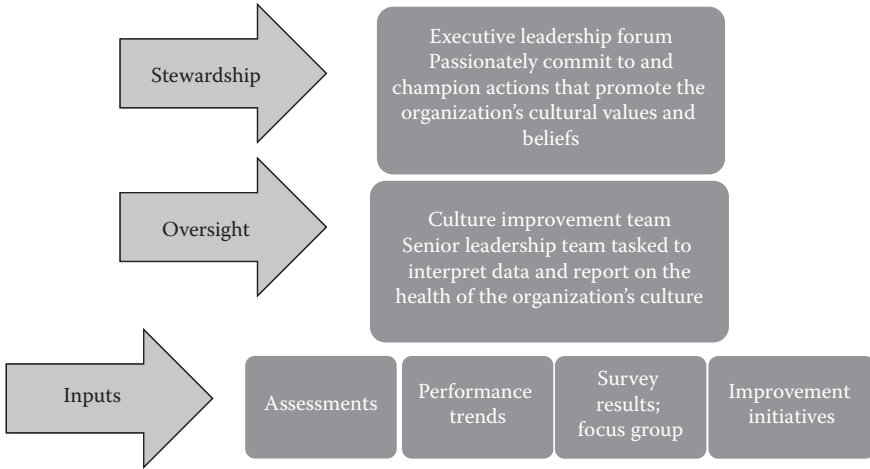 Stewardship
Executive leadership forum
Passionately commit to and
champion actions that promote the
organization’s cultural values and
beliefs
Oversight
Culture improvement team
Senior leadership team tasked to
interpret data and report on the
health of the organization’s culture
Inputs
Assessments
Performance
trends
Survey
results;
focus group
Improvement
initiatives